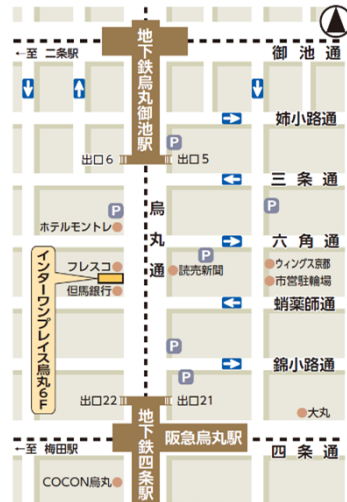 御池通
←至 二条駅
地下鉄烏丸御池駅
姉小路通
P
出口6
出口5
三条通
P
P
ホテルモントレ
烏丸通
六角通
P
フレスコ
読売新聞
ウィングス京都
但馬銀行
市営駐輪場
インターワンプレイス烏丸6F
蛸薬師通
P
錦小路通
P
出口22
出口21
大丸
地下鉄四条駅
阪急烏丸駅
←至 梅田駅
四条通
COCON烏丸